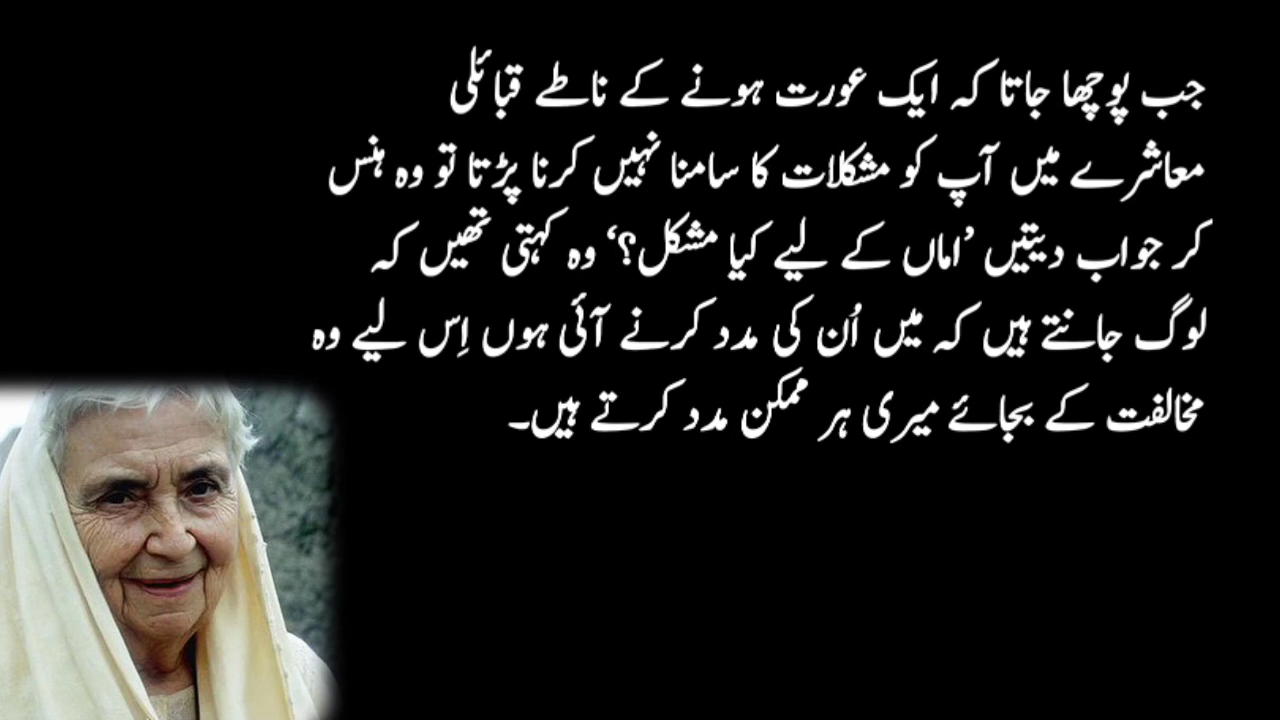 جب پوچھا جاتا کہ ایک عورت ہونے کے ناطے قبائلی
معاشرے میں آپ کو مشکلات کا سامنا نہیں کرنا پڑتا تو وہ ہنس
کر جواب دیتیں ’اماں کے لیے کیا مشکل؟‘ وہ کہتی تھیں کہ
لوگ جانتے ہیں کہ میں اُن کی مدد کرنے آئی ہوں اِس لیے وہ
مخالفت کے بجائے میری ہر ممکن مدد کرتے ہیں۔